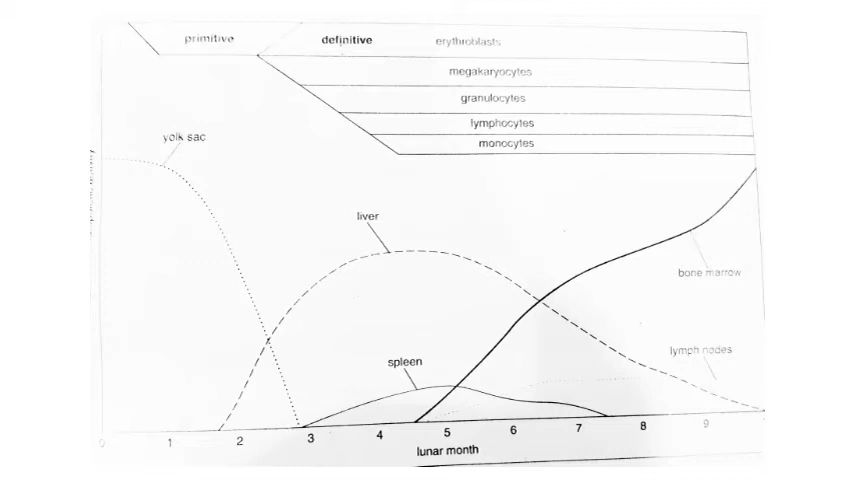 primitive definitive erythroblasts
megakaryocytes
granulocytes
lymphocytes
monocytes
yolk sac
liver
bone marrow
lymph nodes
spleen
0 1 2 3 4 5 6 7 8 9
lunar month